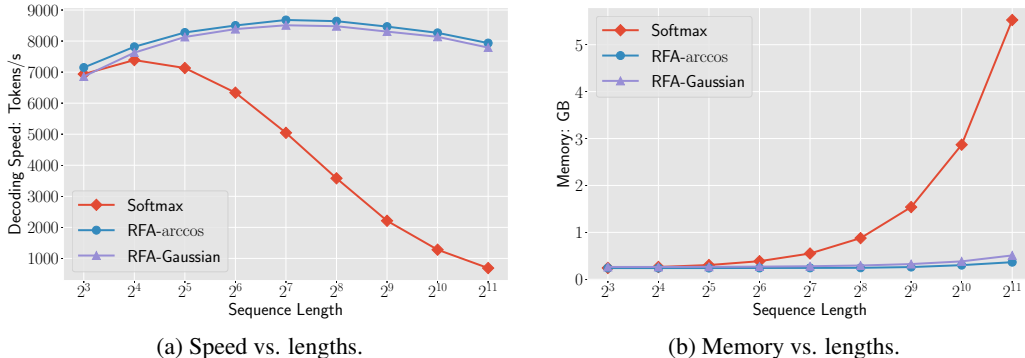 9000
8000
7000
6000
5000
4000
3000
2000
1000
Decoding Speed: Tokens/s
Softmax
RFA-arccos
RFA-Gaussian
2^3 2^4 2^5 2^6 2^7 2^8 2^9 2^10 2^11
Sequence Length
(a) Speed vs. lengths.
5
4
3
2
1
0
Memory: GB
Softmax
RFA-arccos
RFA-Gaussian
2^3 2^4 2^5 2^6 2^7 2^8 2^9 2^10 2^11
Sequence Length
(b) Memory vs. lengths.